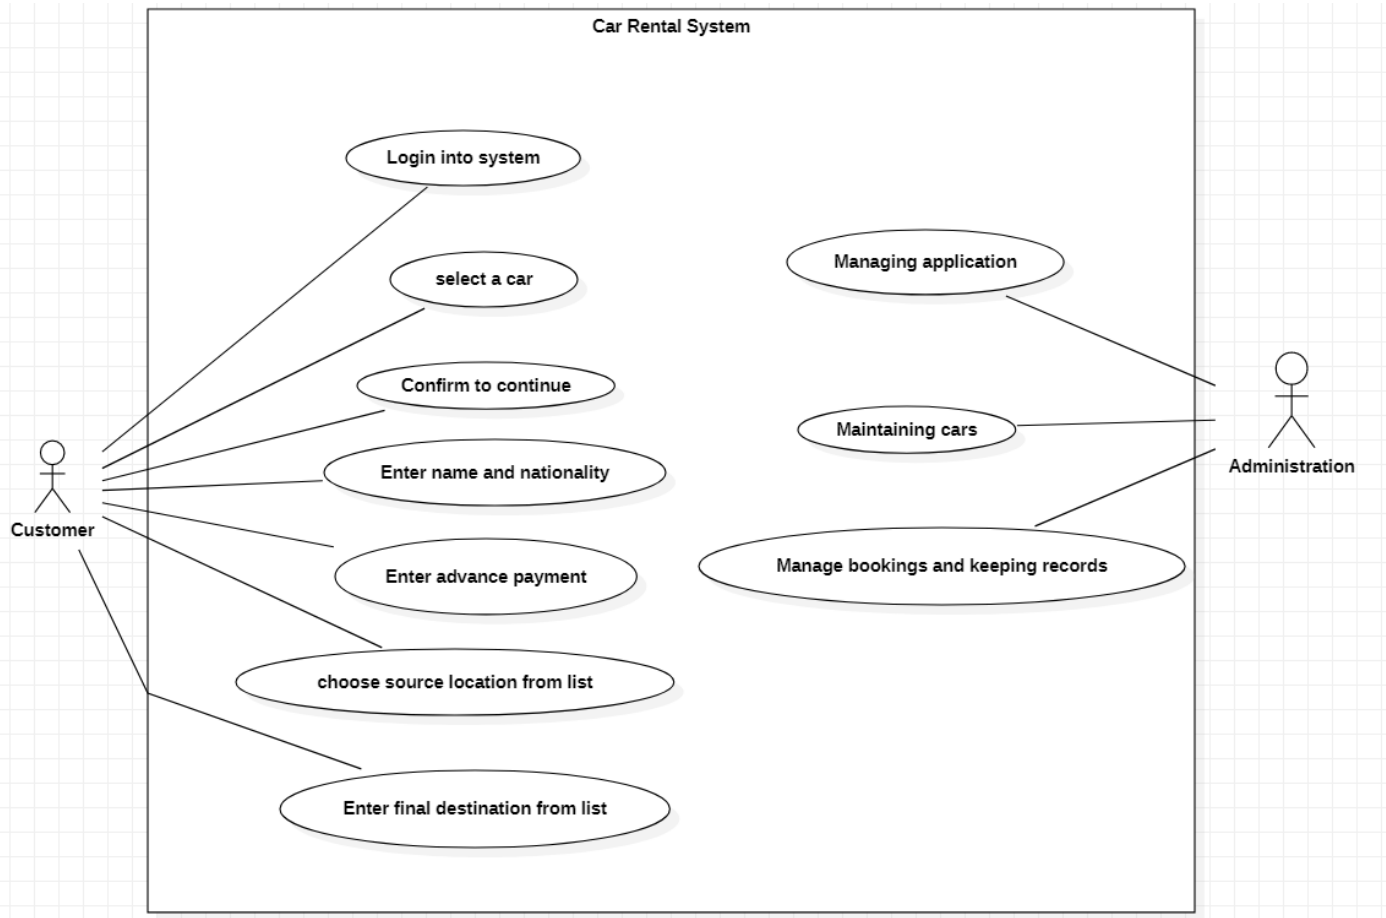 Car Rental System
Login into system
select a car
Confirm to continue
Enter name and nationality
Enter advance payment
choose source location from list
Enter final destination from list
Customer
Managing application
Maintaining cars
Manage bookings and keeping records
Administration